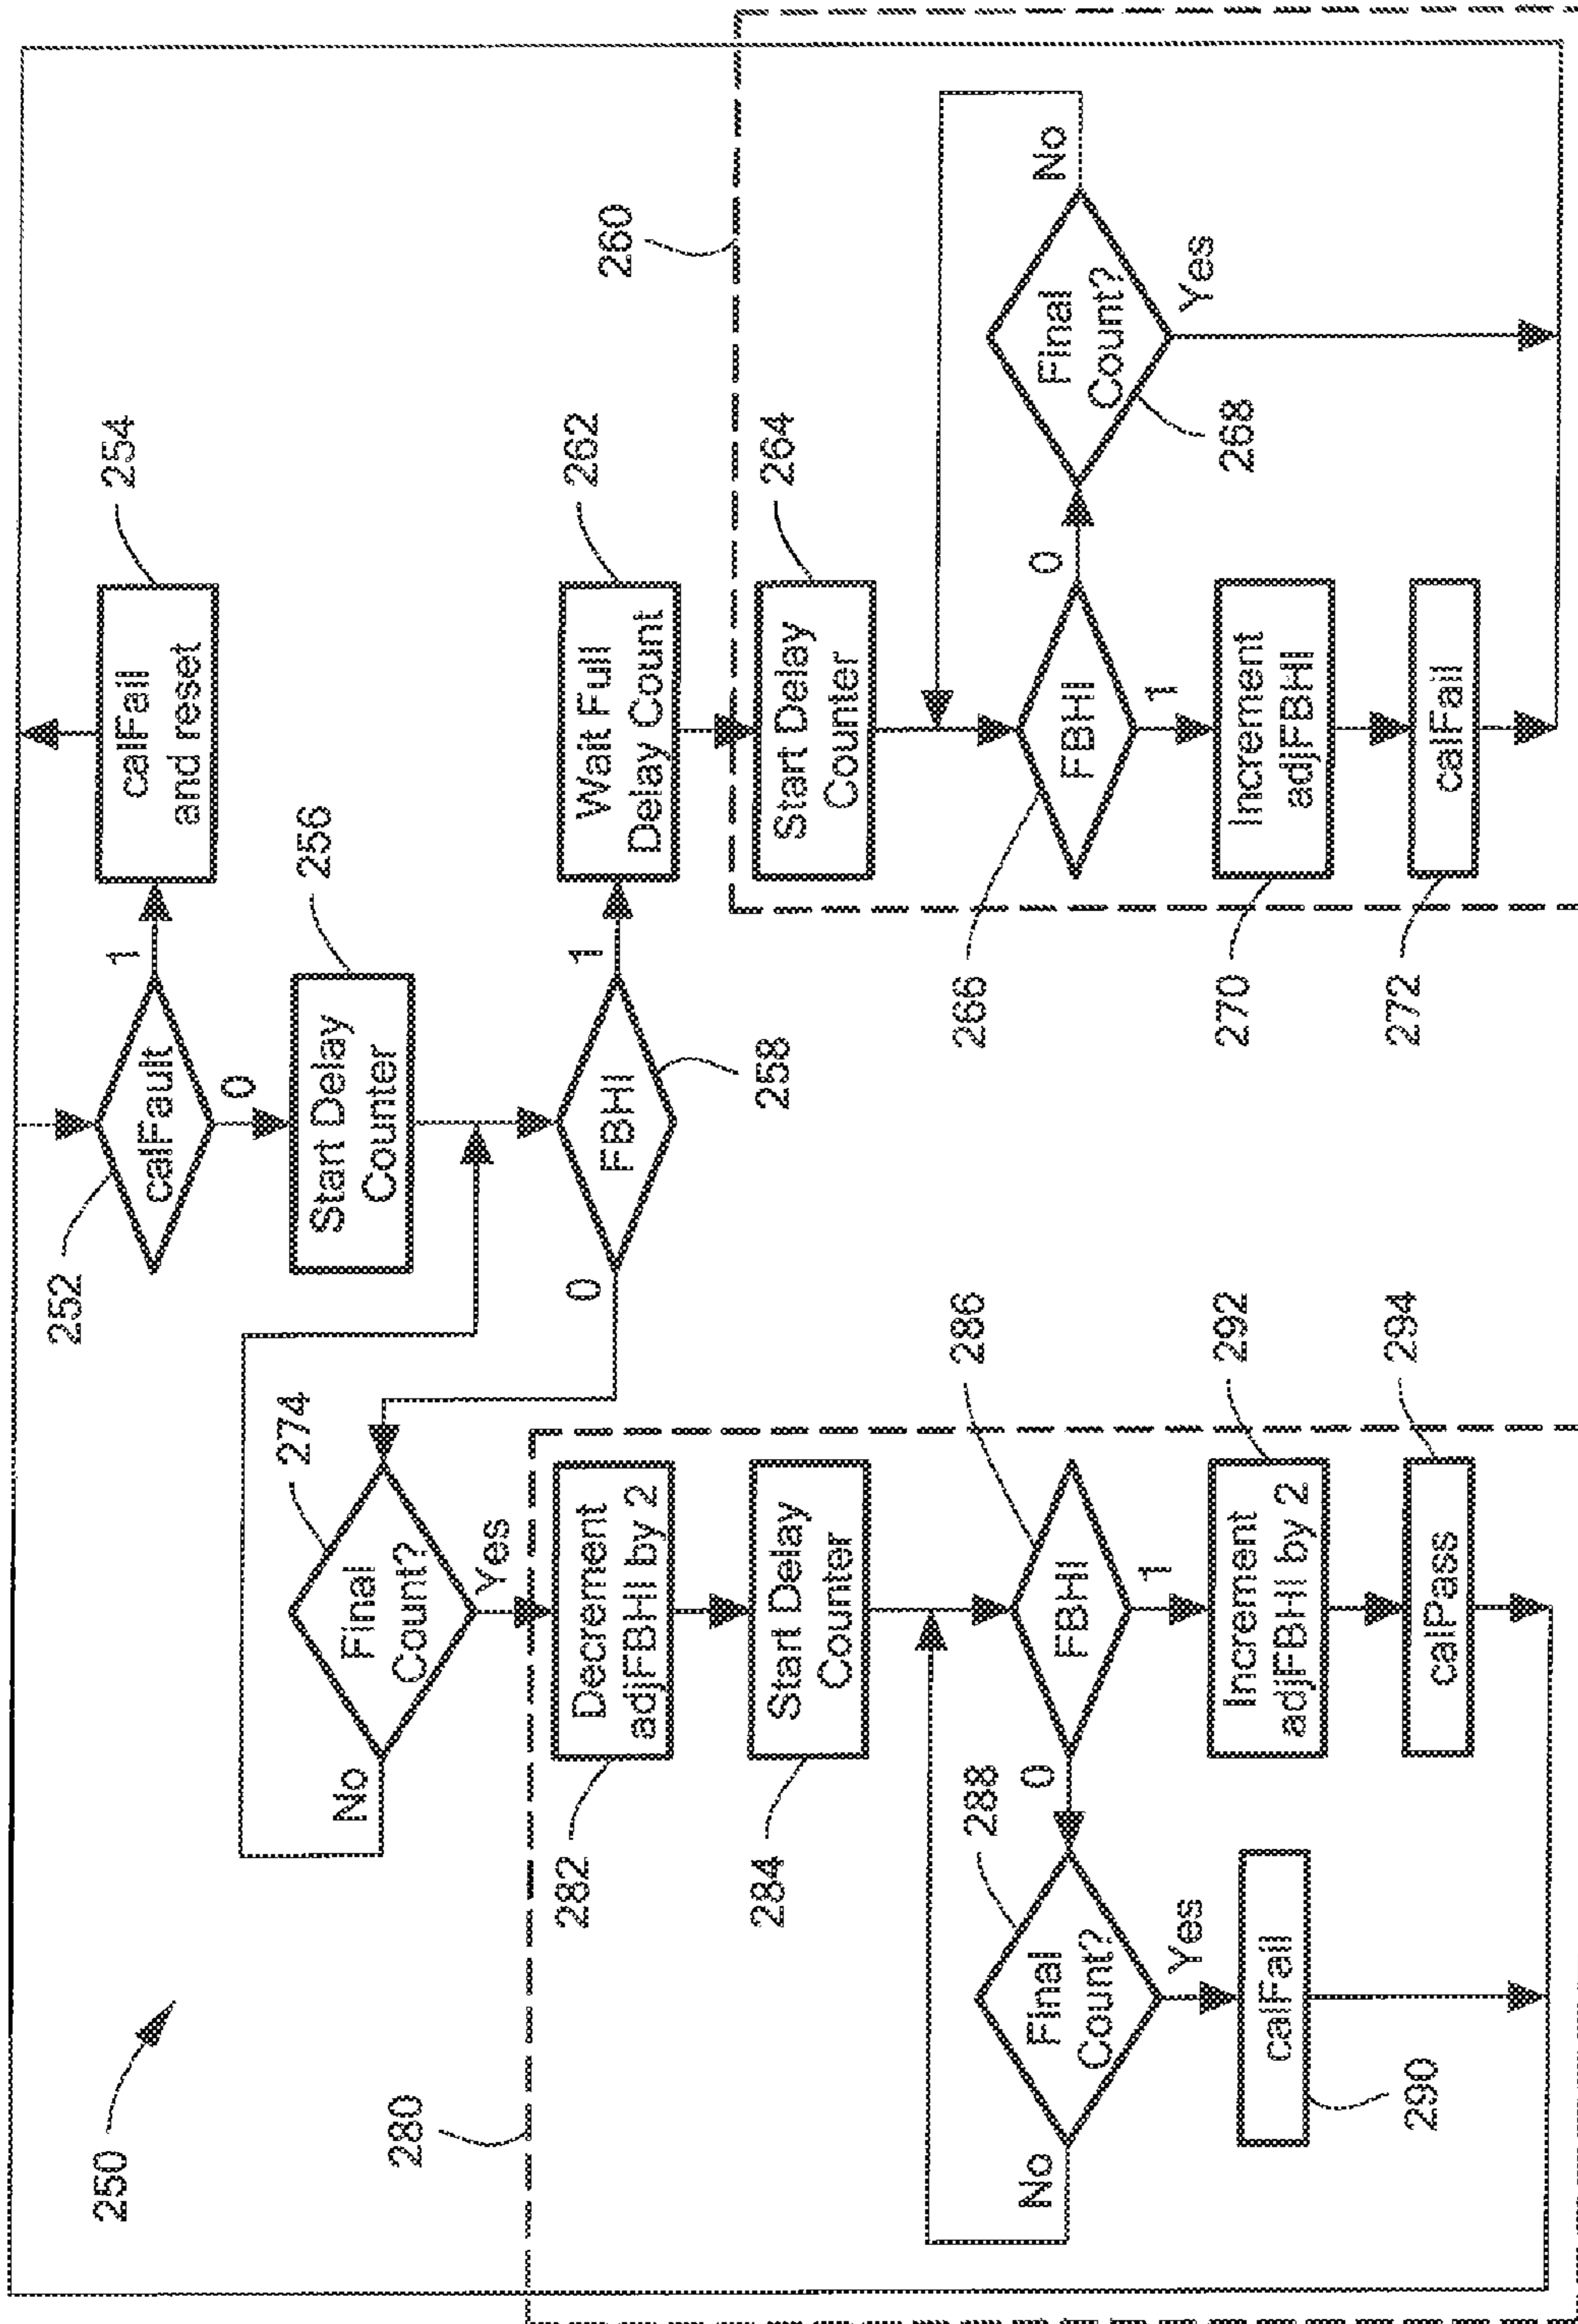 250
252
calFault
1
calFail
and reset
254
0
Start Delay
Counter
256
274
Final
Count?
No
Yes
0
FBHI
1
258
Wait Full
Delay Count
262
260
280
282
Decrement
adjFBHI by 2
284
Start Delay
Counter
286
FBHI
0
1
288
Final
Count?
No
Yes
calFail
290
Increment
adjFBHI by 2
292
calPass
294
Start Delay
Counter
264
266
FBHI
0
1
Final
Count?
No
Yes
268
Increment
adjFBHI
270
calFail
272